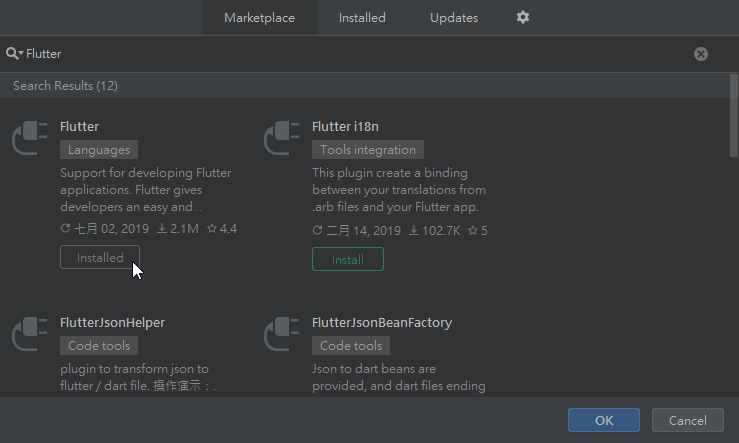 Marketplace Installed Updates
Flutter
Search Results (12)
Flutter
Languages
Support for developing Flutter
applications. Flutter gives
developers an easy and...
七月 02, 2019 2.1M 4.4
Installed
Flutter i18n
Tools integration
This plugin create a binding
between your translations from
.arb files and your Flutter app.
二月 14, 2019 102.7K 5
Install
FlutterJsonHelper
Code tools
plugin to transform json to
flutter / dart file. 操作演示：.
FlutterJsonBeanFactory
Code tools
Json to dart beans are
provided, and dart files ending
OK Cancel